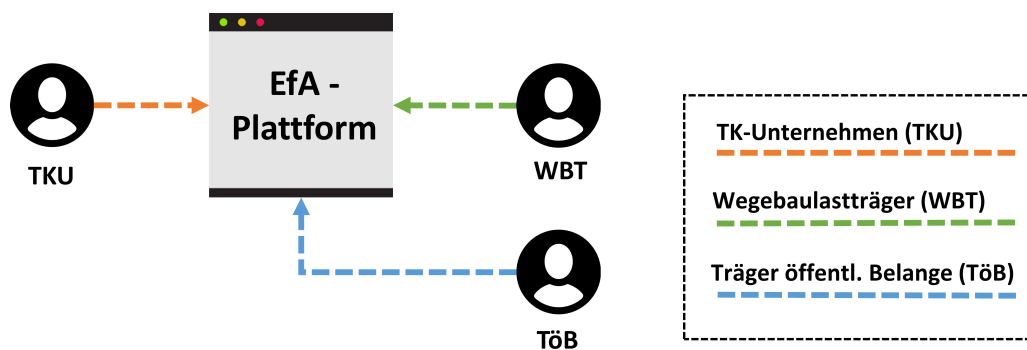 EfA -
Plattform
TKU
WBT
TöB
TK-Unternehmen (TKU)
Wegebaulastträger (WBT)
Träger öffentl. Belange (TöB)